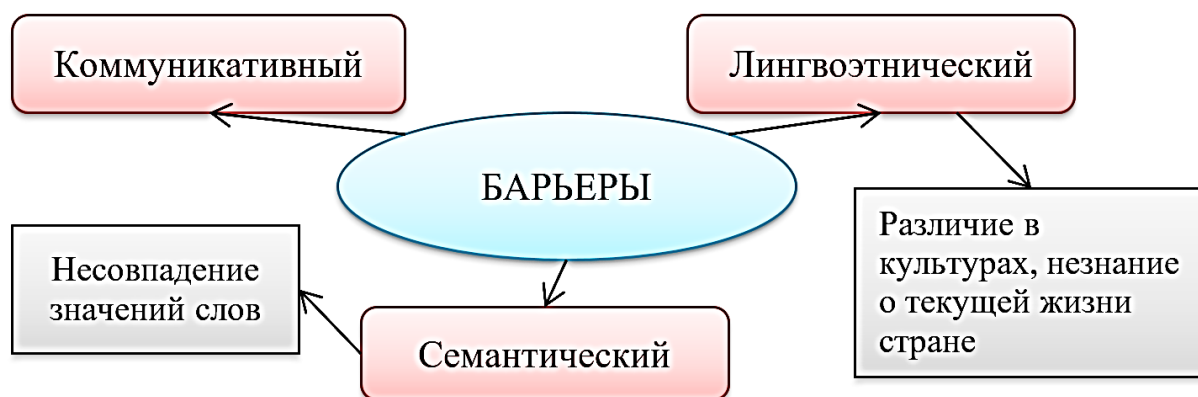 Коммуникативный
Лингвоэтнический
БАРЬЕРЫ
Несовпадение
значений слов
Различие в
культурах, незнание
о текущей жизни
стране
Семантический